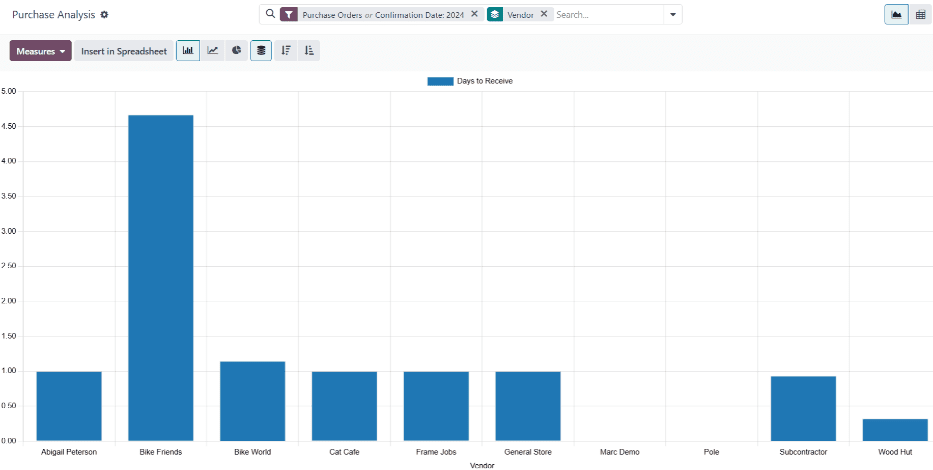 Purchase Analysis
Purchase Orders or Confirmation Date: 2024 Vendor Search...
Measures Insert in Spreadsheet
Days to Receive
5.00
4.50
4.00
3.50
3.00
2.50
2.00
1.50
1.00
0.50
0.00
Abigail Peterson Bike Friends Bike World Cat Cafe Frame Jobs General Store Marc Demo Pole Subcontractor Wood Hut
Vendor